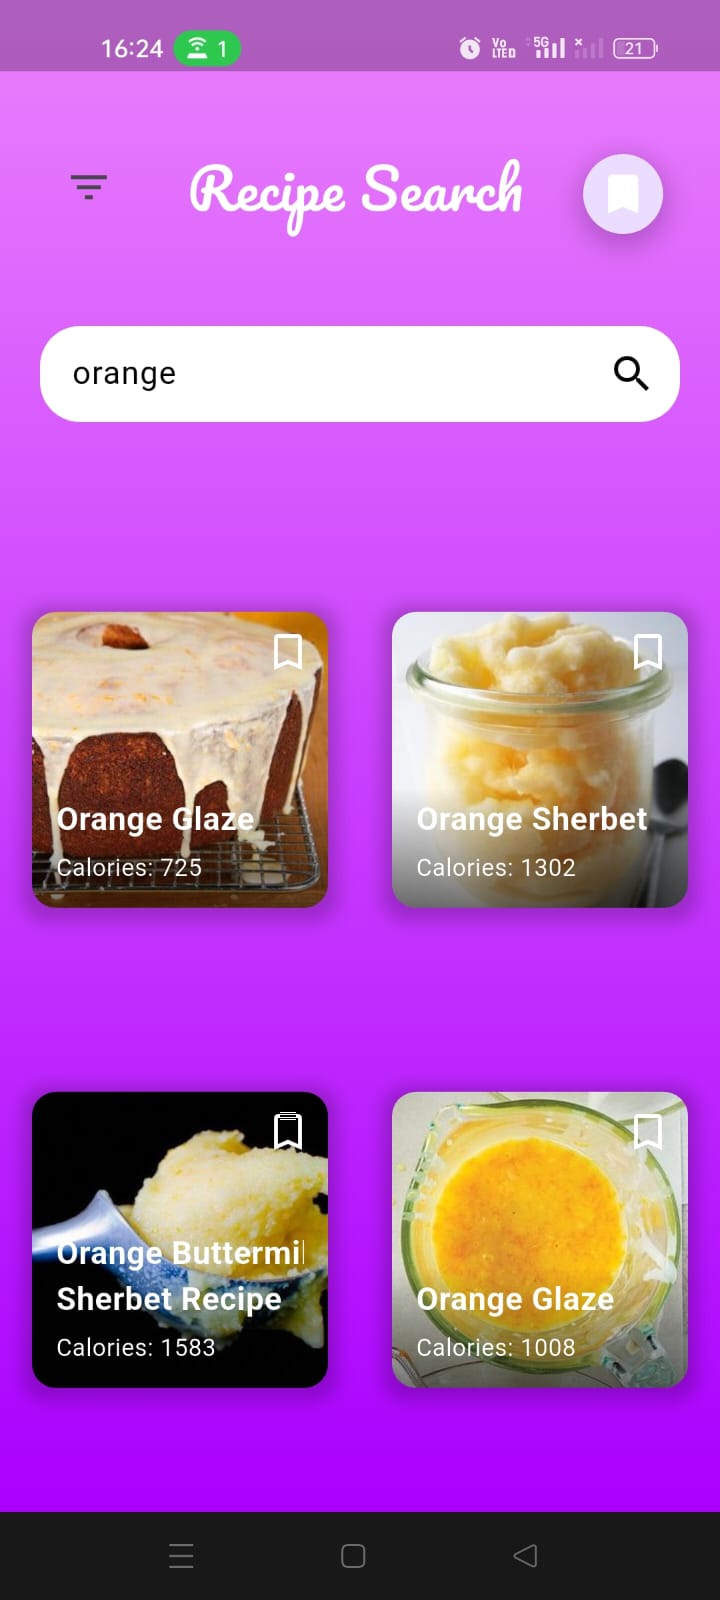 16:24 1 Vo LTE D 5G 21
Recipe Search
orange
Orange Glaze
Calories: 725
Orange Sherbet
Calories: 1302
Orange Buttermil
Sherbet Recipe
Calories: 1583
Orange Glaze
Calories: 1008